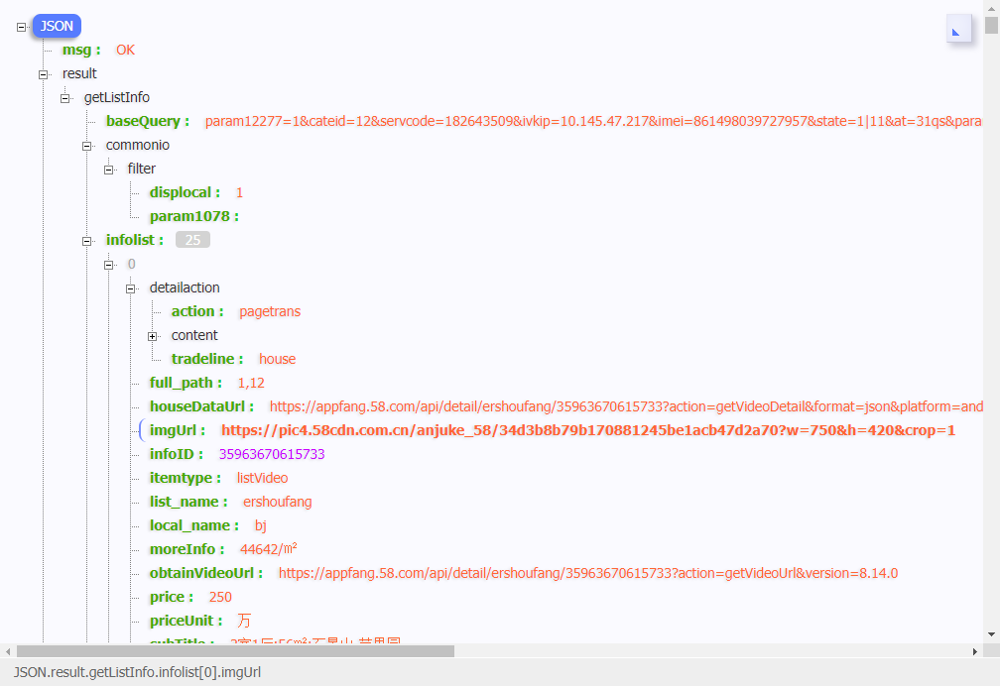 JSON
msg : OK
result
getListInfo
baseQuery : param12277=1&cateid=12&servcode=182643509&ivkip=10.145.47.217&imei=861498039727957&state=1|11&at=31qs&para
commonio
filter
displocal : 1
param1078 :
infolist : 25
0
detailaction
action : pagetrans
content
tradeline : house
full_path : 1,12
houseDataUrl : https://appfang.58.com/api/detail/ershoufang/35963670615733?action=getVideoDetail&format=json&platform=and
imgUrl : https://pic4.58cdn.com.cn/anjuke_58/34d3b8b79b170881245be1acb47d2a70?w=750&h=420&crop=1
infoID : 35963670615733
itemtype : listVideo
list_name : ershoufang
local_name : bj
moreInfo : 44642/㎡
obtainVideoUrl : https://appfang.58.com/api/detail/ershoufang/35963670615733?action=getVideoUrl&version=8.14.0
price : 250
priceUnit : 万
subTitle :
JSON.result.getListInfo.infolist[0].imgUrl